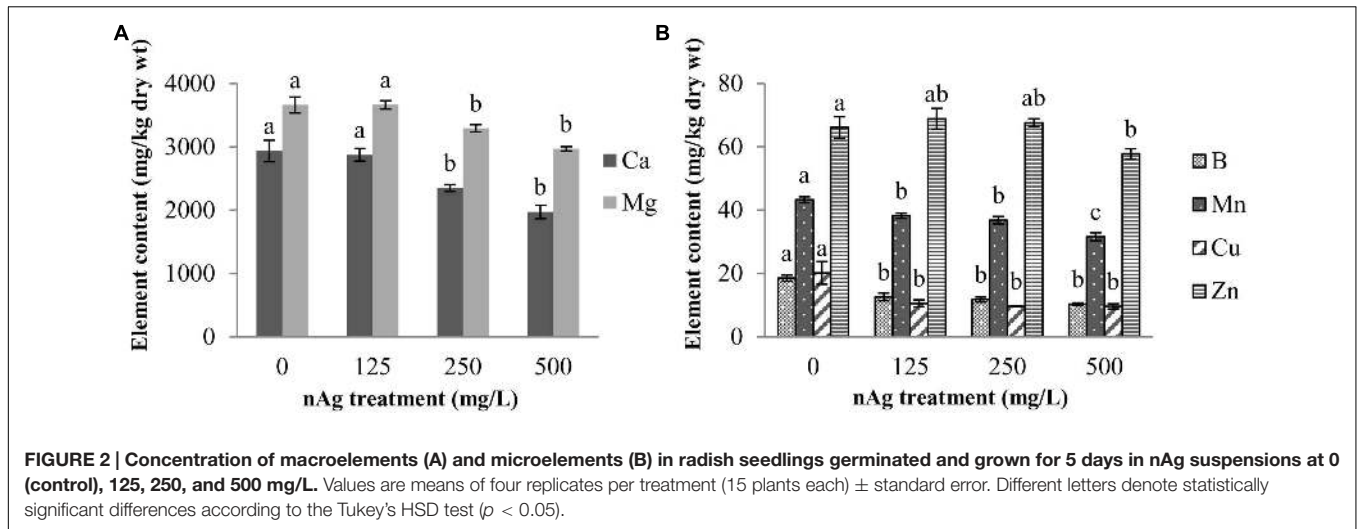 A
B
Element content (mg/kg dry wt)
4000
3000
2000
1000
0
a a a a b b b b
0 125 250 500
nAg treatment (mg/L)
Ca
Mg
Element content (mg/kg dry wt)
80
60
40
20
0
a a a a b b b ab b b b ab b c b b
0 125 250 500
nAg treatment (mg/L)
B
Mn
Cu
Zn
FIGURE 2 | Concentration of macroelements (A) and microelements (B) in radish seedlings germinated and grown for 5 days in nAg suspensions at 0
(control), 125, 250, and 500 mg/L. Values are means of four replicates per treatment (15 plants each) ± standard error. Different letters denote statistically
significant differences according to the Tukey's HSD test (p < 0.05).